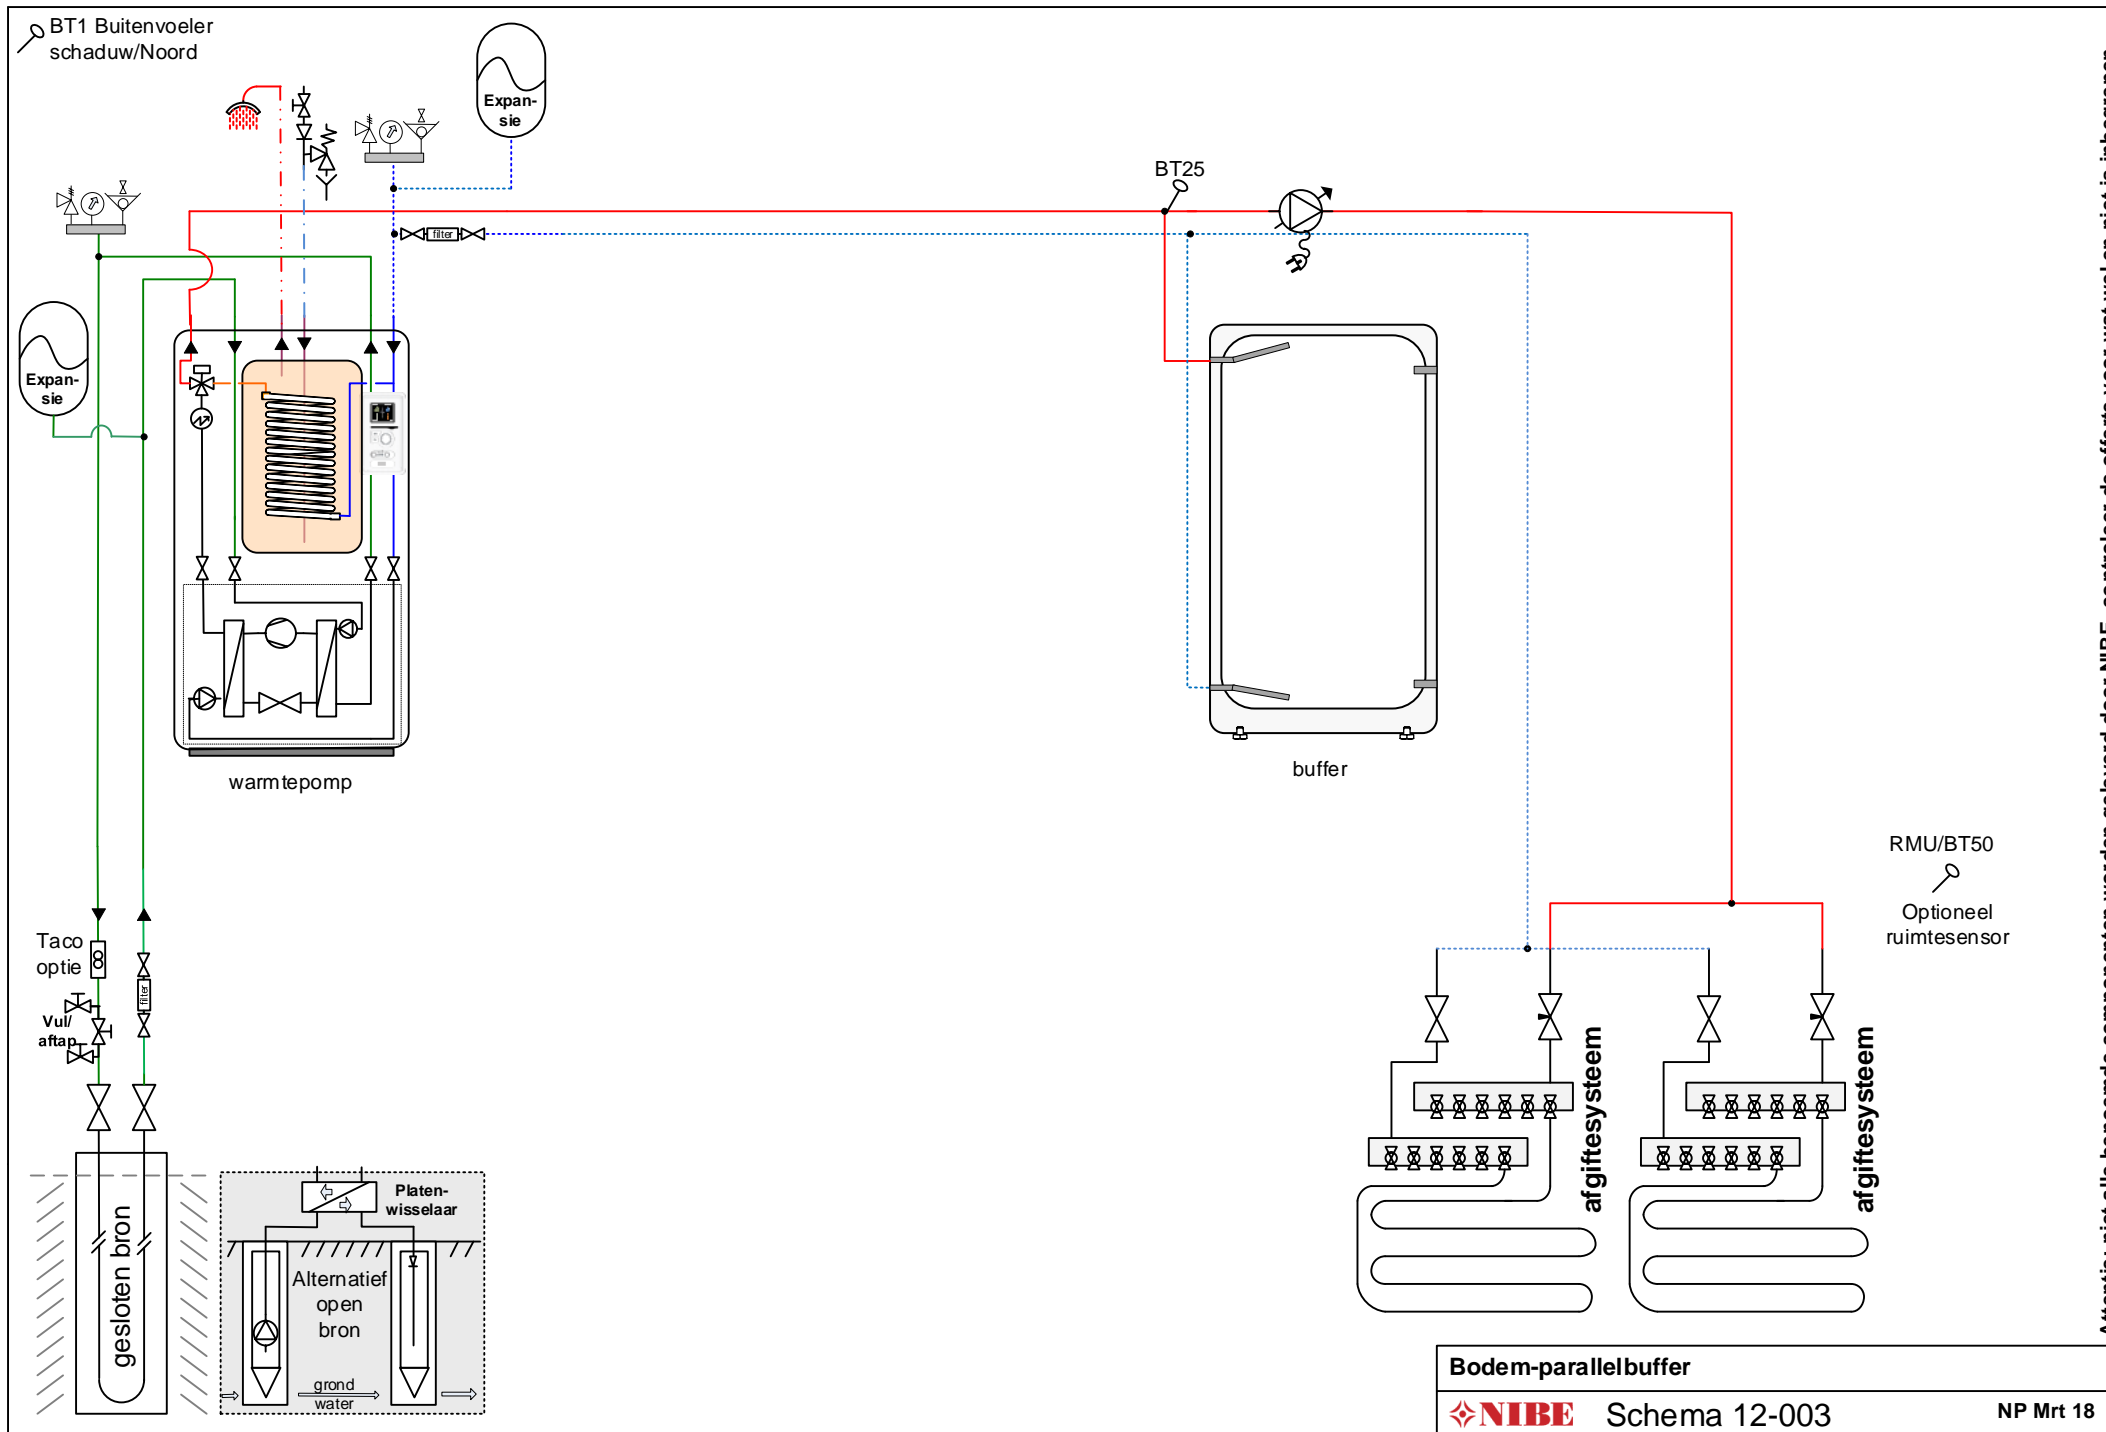 BT1 Buitenvoeler
schaduw/Noord
Expan-
sie
BT25
filter
Expan-
sie
warmtepomp
buffer
RMU/BT50
Optioneel
ruimtesensor
Taco
optie
filter
Vul/
aftap
afgiftesysteem
afgiftesysteem
gesloten bron
Platen-
wisselaar
Alternatief
open
bron
grond
water
Bodem-parallelbuffer
NIBE
Schema 12-003
NP Mrt 18